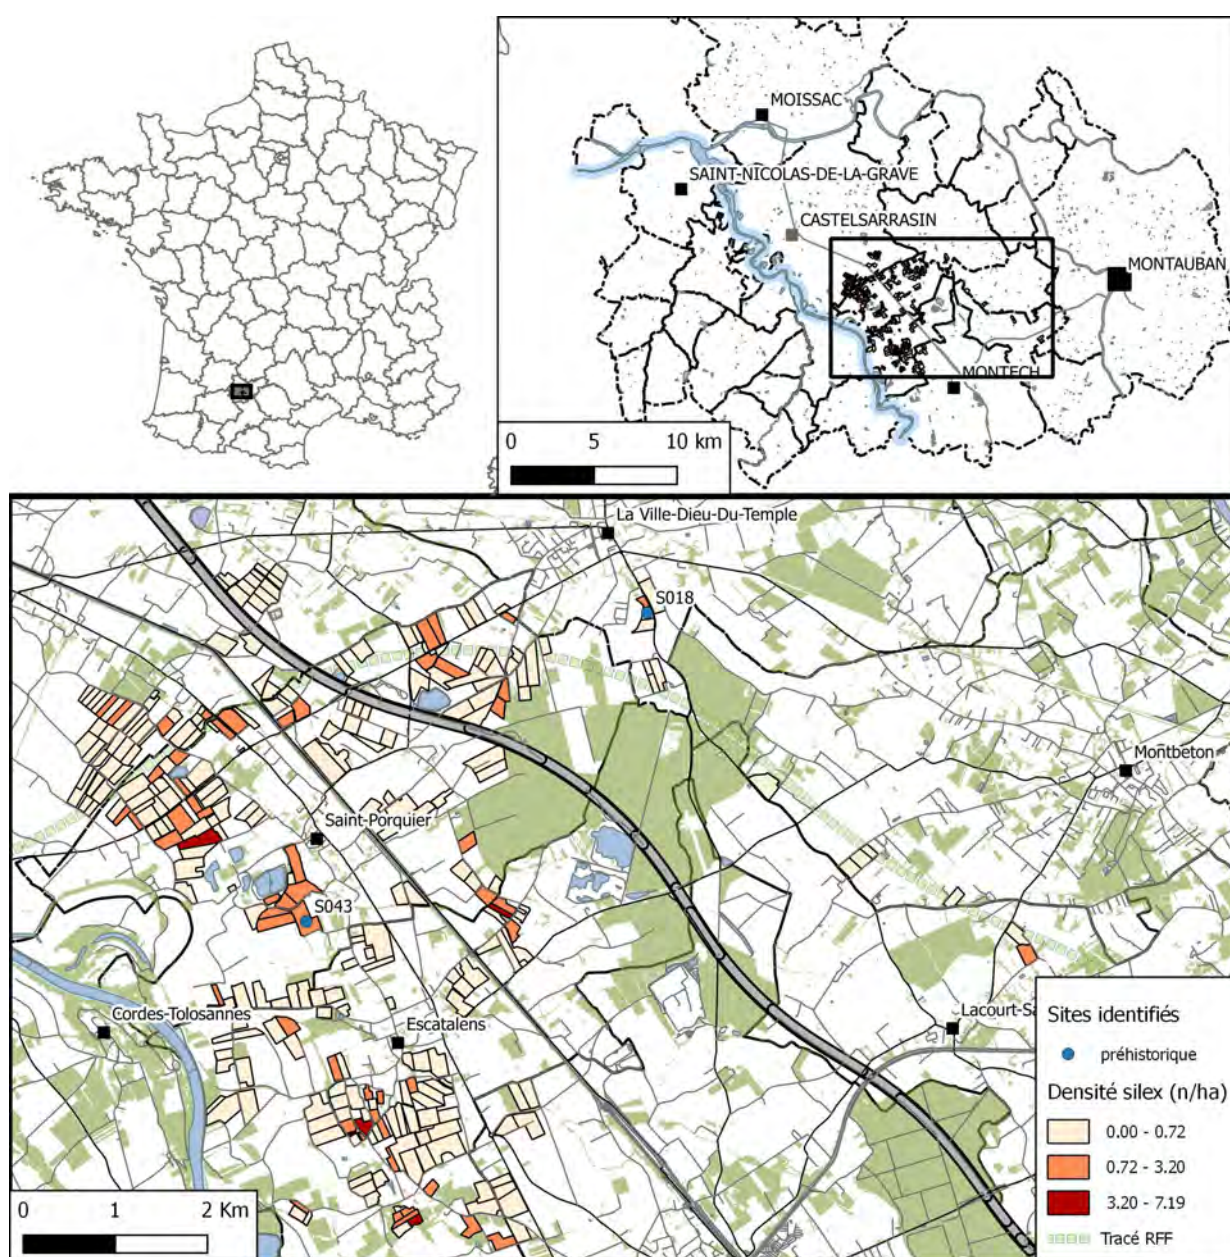 MOISSAC
SAINT-NICOLAS-DE-LA-GRAVE
CASTELSARRASIN
MONTAUBAN
MONTECH
0 5 10 km
La Ville-Dieu-Du-Temple
S018
Montbeton
Saint-Porquier
S043
Cordes-Tolosannes
Escatalens
Lacourt-Sa
Sites identifiés
préhistorique
Densité silex (n/ha)
0.00 - 0.72
0.72 - 3.20
3.20 - 7.19
Tracé RFF
0 1 2 Km